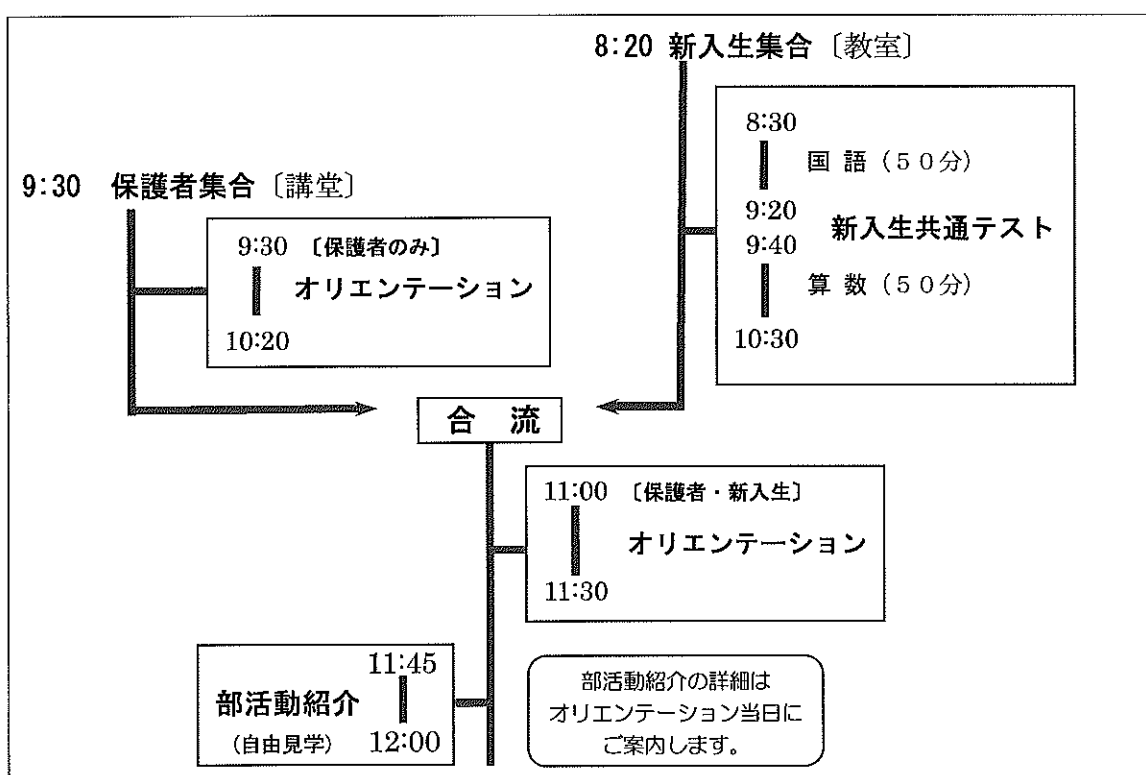 8:20 新入生集合〔教室〕
8:30
国 語（５０分）
9:20
新入生共通テスト
9:40
算 数（５０分）
10:30
9:30 保護者集合〔講堂〕
9:30 〔保護者のみ〕
オリエンテーション
10:20
合 流
11:00 〔保護者・新入生〕
オリエンテーション
11:30
11:45
部活動紹介
（自由見学） 12:00
部活動紹介の詳細は
オリエンテーション当日に
ご案内します。